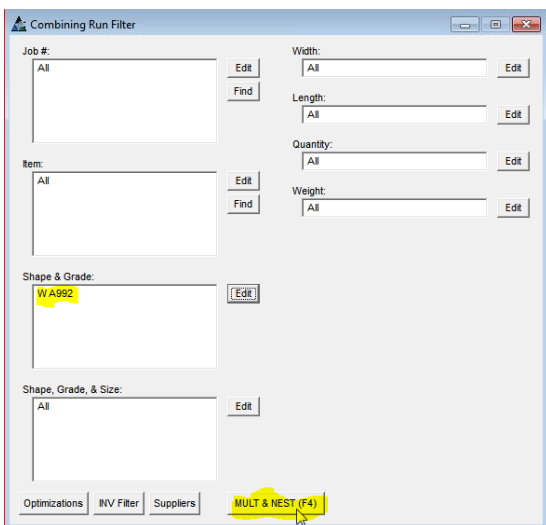 Combining Run Filter
Job #:
All
Edit
Find
Item:
All
Edit
Find
Shape & Grade:
W A992
Edit
Shape, Grade, & Size:
All
Edit
Width:
All
Edit
Length:
All
Edit
Quantity:
All
Edit
Weight:
All
Edit
Optimizations
INV Filter
Suppliers
MULT & NEST (F4)